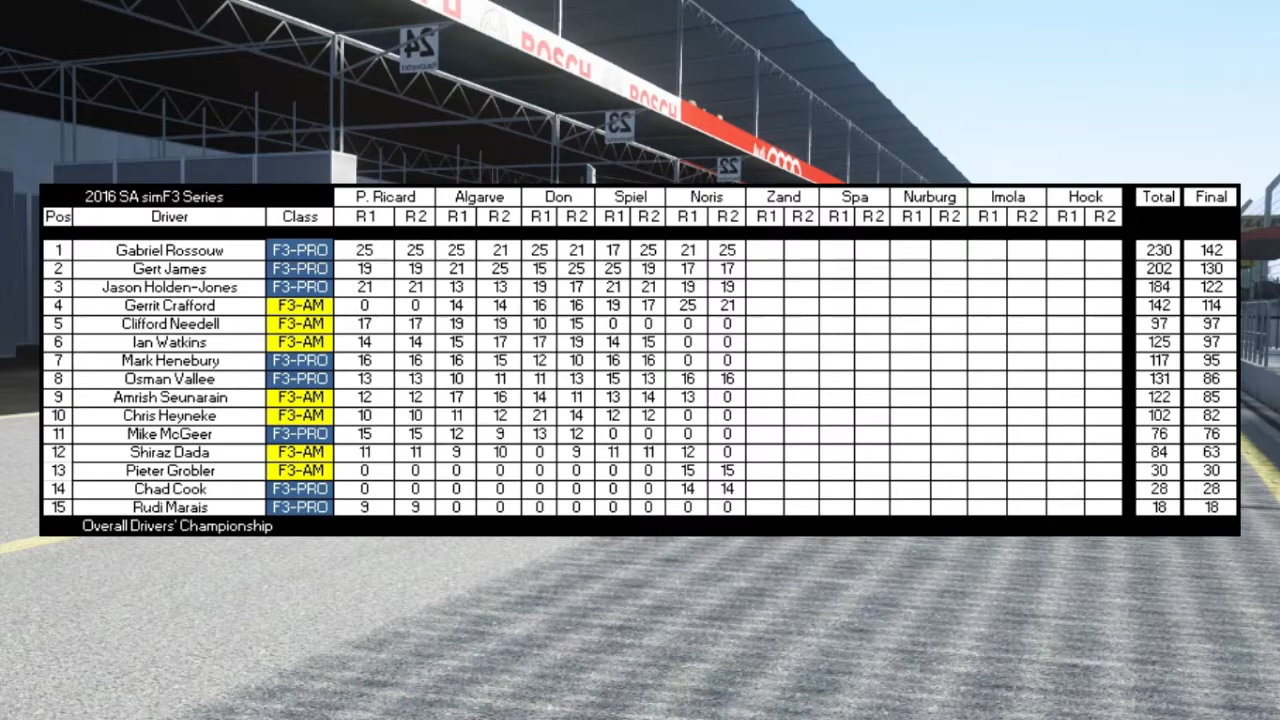 24
BOSCH
BOSCH
23
22
2016 SA simF3 Series P. Ricard Algarve Don Spiel Noris Zand Spa Nurburg Imola Hock Total Final
Pos Driver Class R1 R2 R1 R2 R1 R2 R1 R2 R1 R2 R1 R2 R1 R2 R1 R2 R1 R2 R1 R2
1 Gabriel Rossouw F3-PRO 25 25 25 21 25 21 17 25 21 25 230 142
2 Gert James F3-PRO 19 19 21 25 15 25 25 19 17 17 202 130
3 Jason Holden-Jones F3-PRO 21 21 13 13 19 17 21 21 19 19 184 122
4 Gerrit Crafford F3-AM 0 0 14 14 16 16 19 17 25 21 142 114
5 Clifford Needell F3-AM 17 17 19 19 10 15 0 0 0 0 97 97
6 Ian Watkins F3-AM 14 14 15 17 17 19 14 15 0 0 125 97
7 Mark Henebury F3-PRO 16 16 16 15 12 10 16 16 0 0 117 95
8 Osman Vallee F3-PRO 13 13 10 11 11 13 15 13 16 16 131 86
9 Amrish Seunarain F3-AM 12 12 17 16 14 11 13 14 13 0 122 85
10 Chris Heyneke F3-AM 10 10 11 12 21 14 12 12 0 0 102 82
11 Mike McGeer F3-PRO 15 15 12 9 13 12 0 0 0 0 76 76
12 Shiraz Dada F3-AM 11 11 9 10 0 9 11 11 12 0 84 63
13 Pieter Grobler F3-AM 0 0 0 0 0 0 0 0 15 15 30 30
14 Chad Cook F3-PRO 0 0 0 0 0 0 0 0 14 14 28 28
15 Rudi Marais F3-PRO 9 9 0 0 0 0 0 0 0 0 18 18
Overall Drivers' Championship